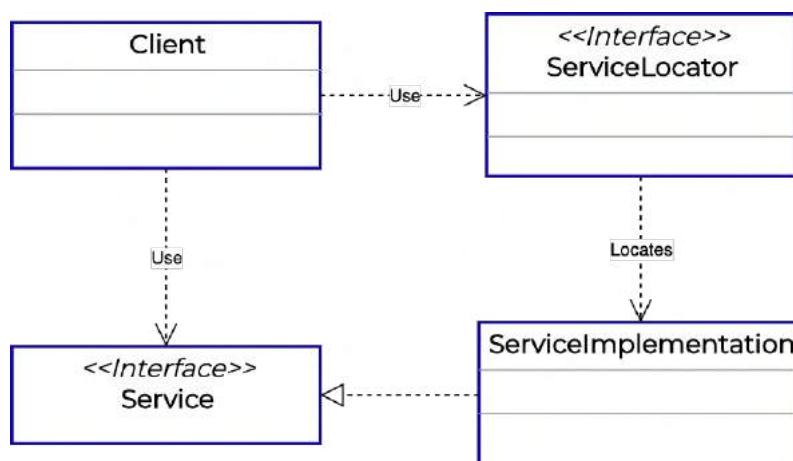 Client
<<Interface>>
ServiceLocator
Use
Use
Locates
<<Interface>>
Service
ServiceImplementation